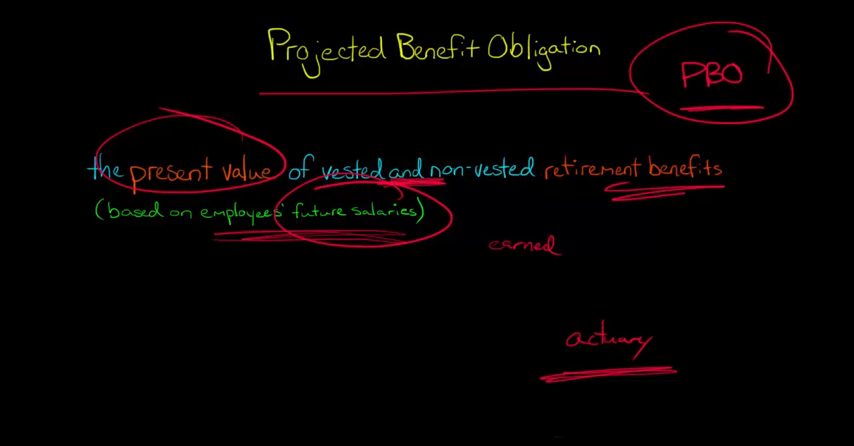 Projected Benefit Obligation
PBO
the present value of vested and non-vested retirement benefits
(based on employees' future salaries)
earned
actuary